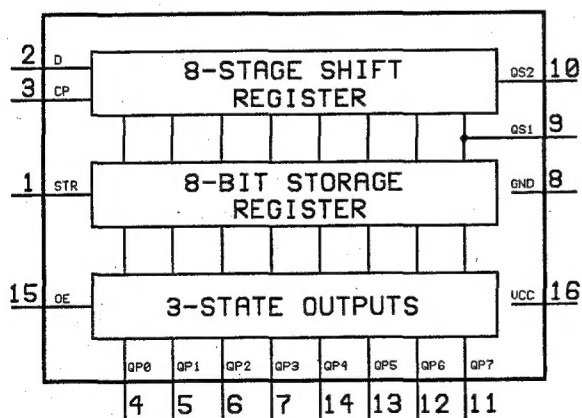 2 D 8-STAGE SHIFT QS2 10
3 CP REGISTER
QS1 9
1 STR 8-BIT STORAGE GND 8
REGISTER
15 OE 3-STATE OUTPUTS VCC 16
QP0 QP1 QP2 QP3 QP4 QP5 QP6 QP7
4 5 6 7 14 13 12 11